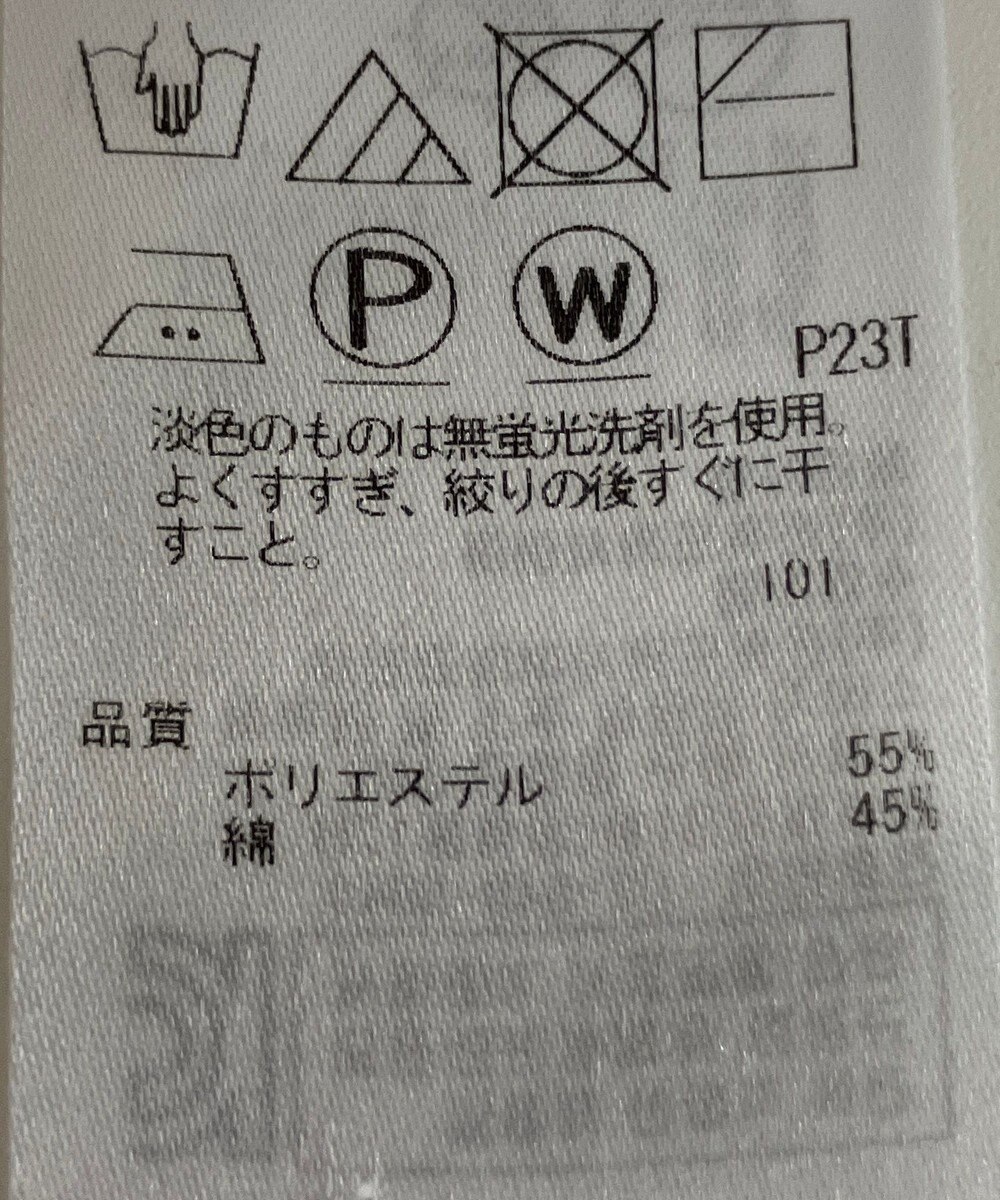 P W P23T
淡色のものは無蛍光洗剤を使用。
よくすすぎ、絞りの後すぐに干
すこと。
101
品質
ポリエステル 55%
綿 45%